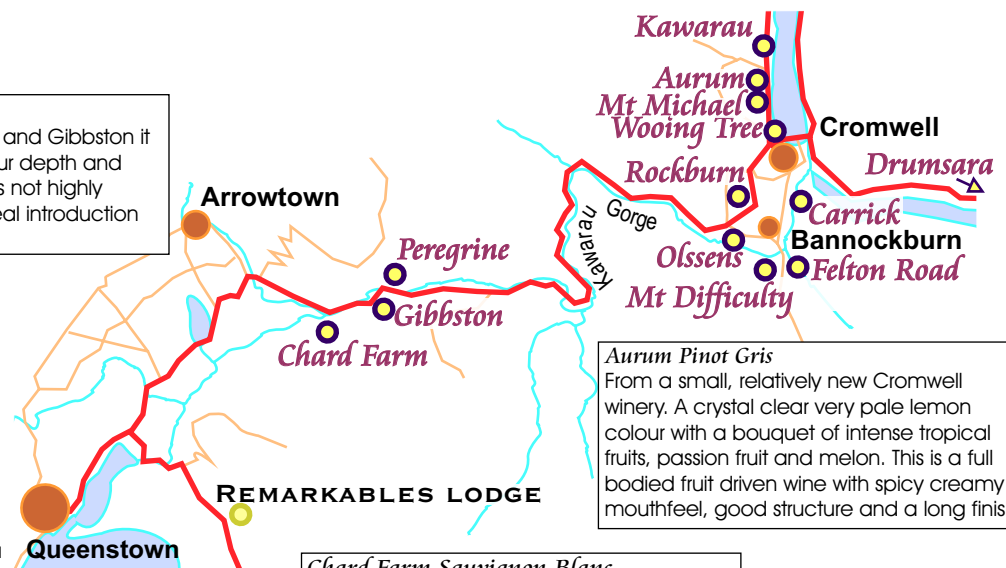 Kawarau
Aurum
Mt Michael
Wooing Tree
Cromwell
and Gibbston it
ur depth and
s not highly
eal introduction
Rockburn
Drumsara
Arrowtown
Carrick
Kawarau Gorge
Bannockburn
Peregrine
Olssens
Felton Road
Mt Difficulty
Gibbston
Chard Farm
Aurum Pinot Gris
From a small, relatively new Cromwell
winery. A crystal clear very pale lemon
colour with a bouquet of intense tropical
fruits, passion fruit and melon. This is a full
bodied fruit driven wine with spicy creamy
mouthfeel, good structure and a long finis
Remarkables Lodge
Queenstown
Chard Farm Sauvignon Blanc